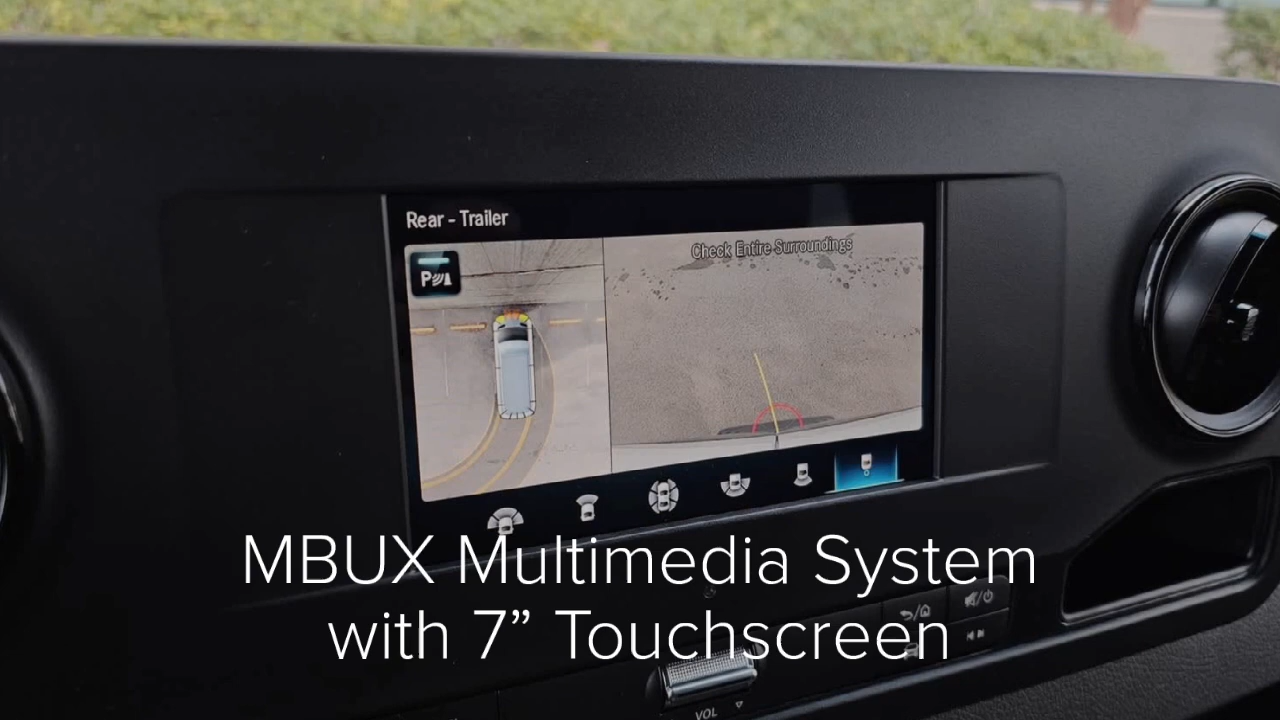 Rear - Trailer
P
Check Entire Surroundings
MBUX Multimedia System
with 7” Touchscreen
VOL